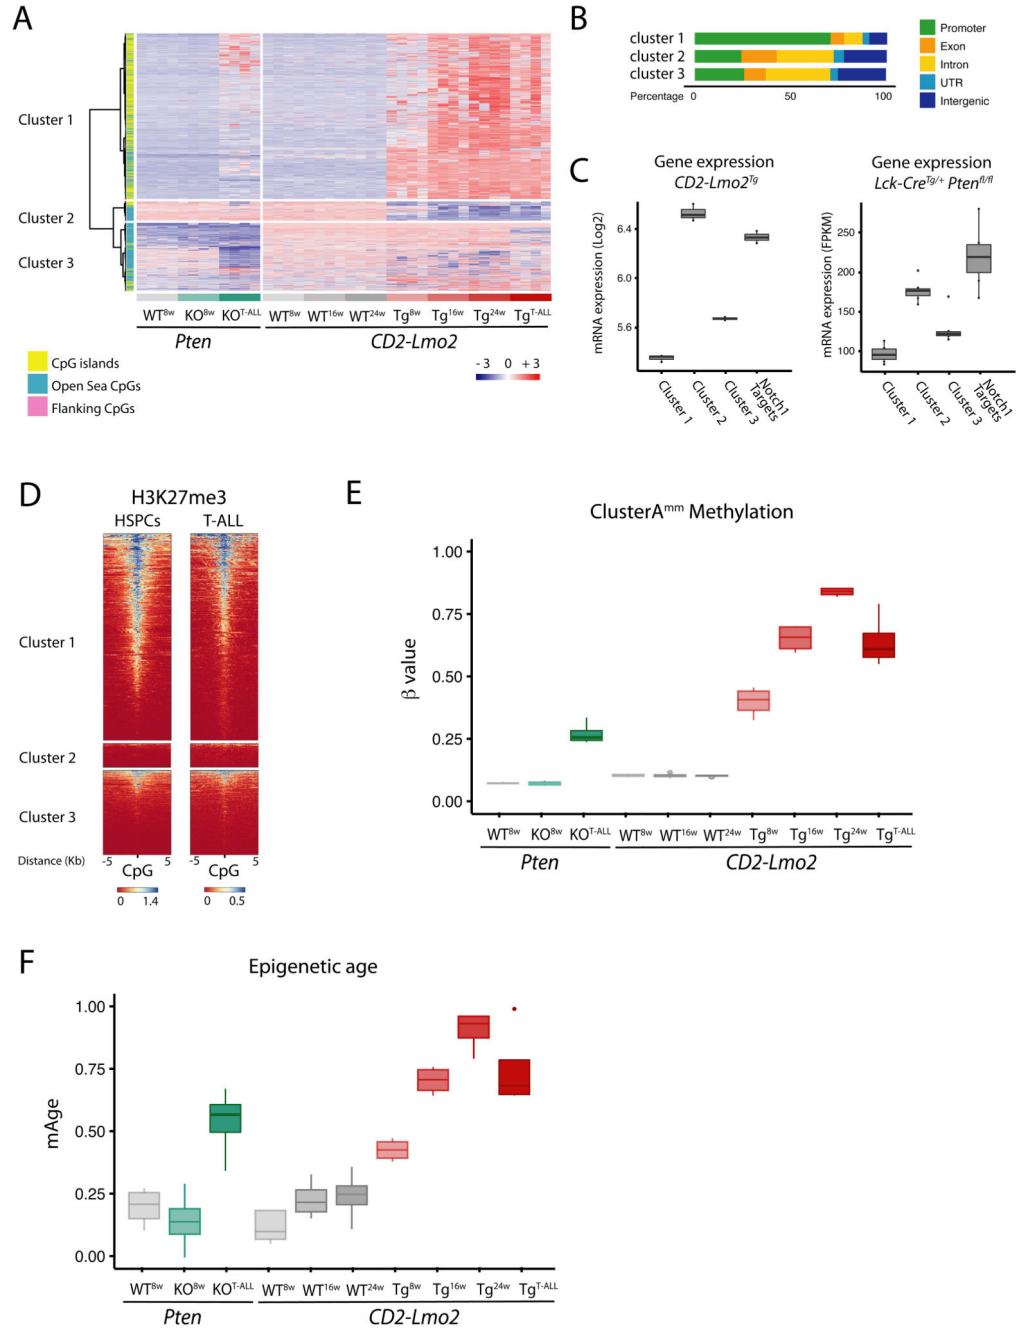 A
Cluster 1
Cluster 2
Cluster 3
WT8w KO8w KOT-ALL WT8w WT16w WT24w Tg8w Tg16w Tg24w TgT-ALL
Pten CD2-Lmo2
CpG islands
Open Sea CpGs
Flanking CpGs
-3 0 +3
B
cluster 1
cluster 2
cluster 3
Percentage 0 50 100
Promoter
Exon
Intron
UTR
Intergenic
C
Gene expression
CD2-Lmo2Tg
mRNA expression (Log2)
6.4
6.0
5.6
Cluster 1
Cluster 2
Cluster 3
Notch1
Targets
Gene expression
Lck-CreTg/+ Ptenfl/fl
mRNA expression (FPKM)
250
200
150
100
Cluster 1
Cluster 2
Cluster 3
Notch1
Targets
D
H3K27me3
HSPCs T-ALL
Cluster 1
Cluster 2
Cluster 3
Distance (Kb) -5 5 -5 5
CpG CpG
0 1.4 0 0.5
E
ClusterAmm Methylation
β value
1.00
0.75
0.50
0.25
0.00
WT8w KO8w KOT-ALL WT8w WT16w WT24w Tg8w Tg16w Tg24w TgT-ALL
Pten CD2-Lmo2
F
Epigenetic age
mAge
1.00
0.75
0.50
0.25
0.00
WT8w KO8w KOT-ALL WT8w WT16w WT24w Tg8w Tg16w Tg24w TgT-ALL
Pten CD2-Lmo2